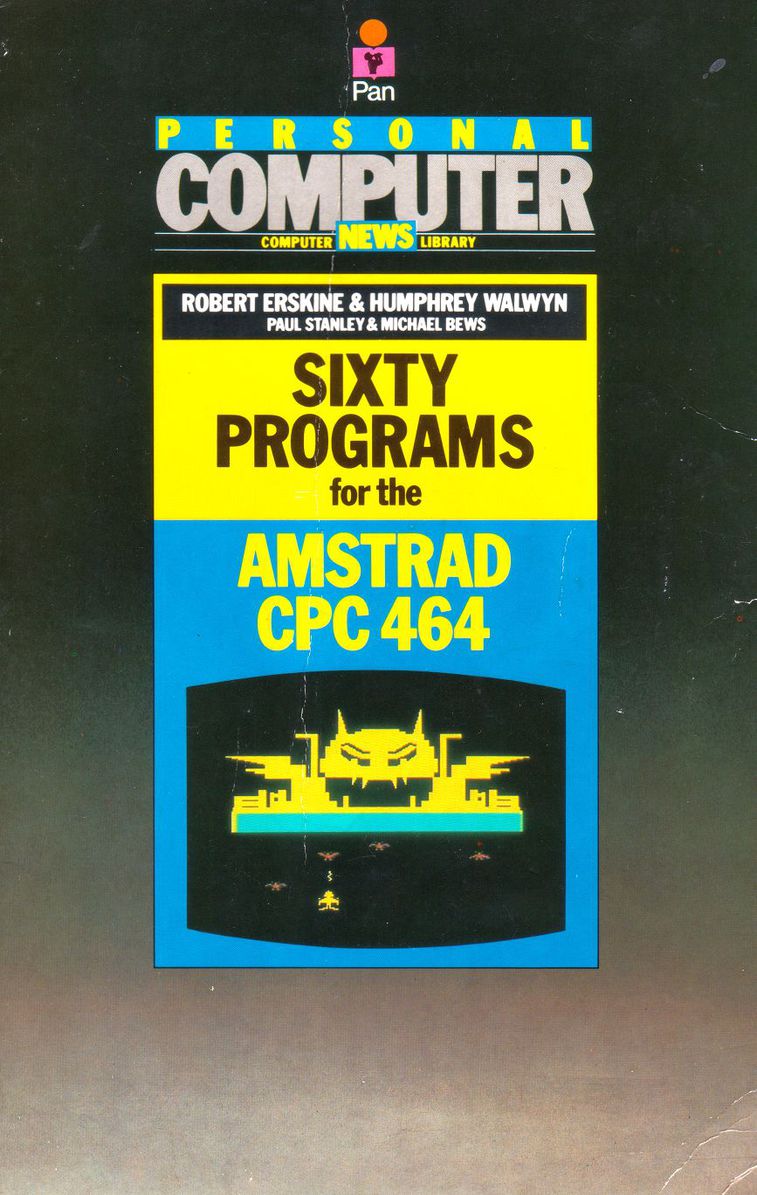 Pan
PERSONAL
COMPUTER
COMPUTER NEWS LIBRARY
ROBERT ERSKINE & HUMPHREY WALWYN
PAUL STANLEY & MICHAEL BEWS
SIXTY
PROGRAMS
for the
AMSTRAD
CPC 464